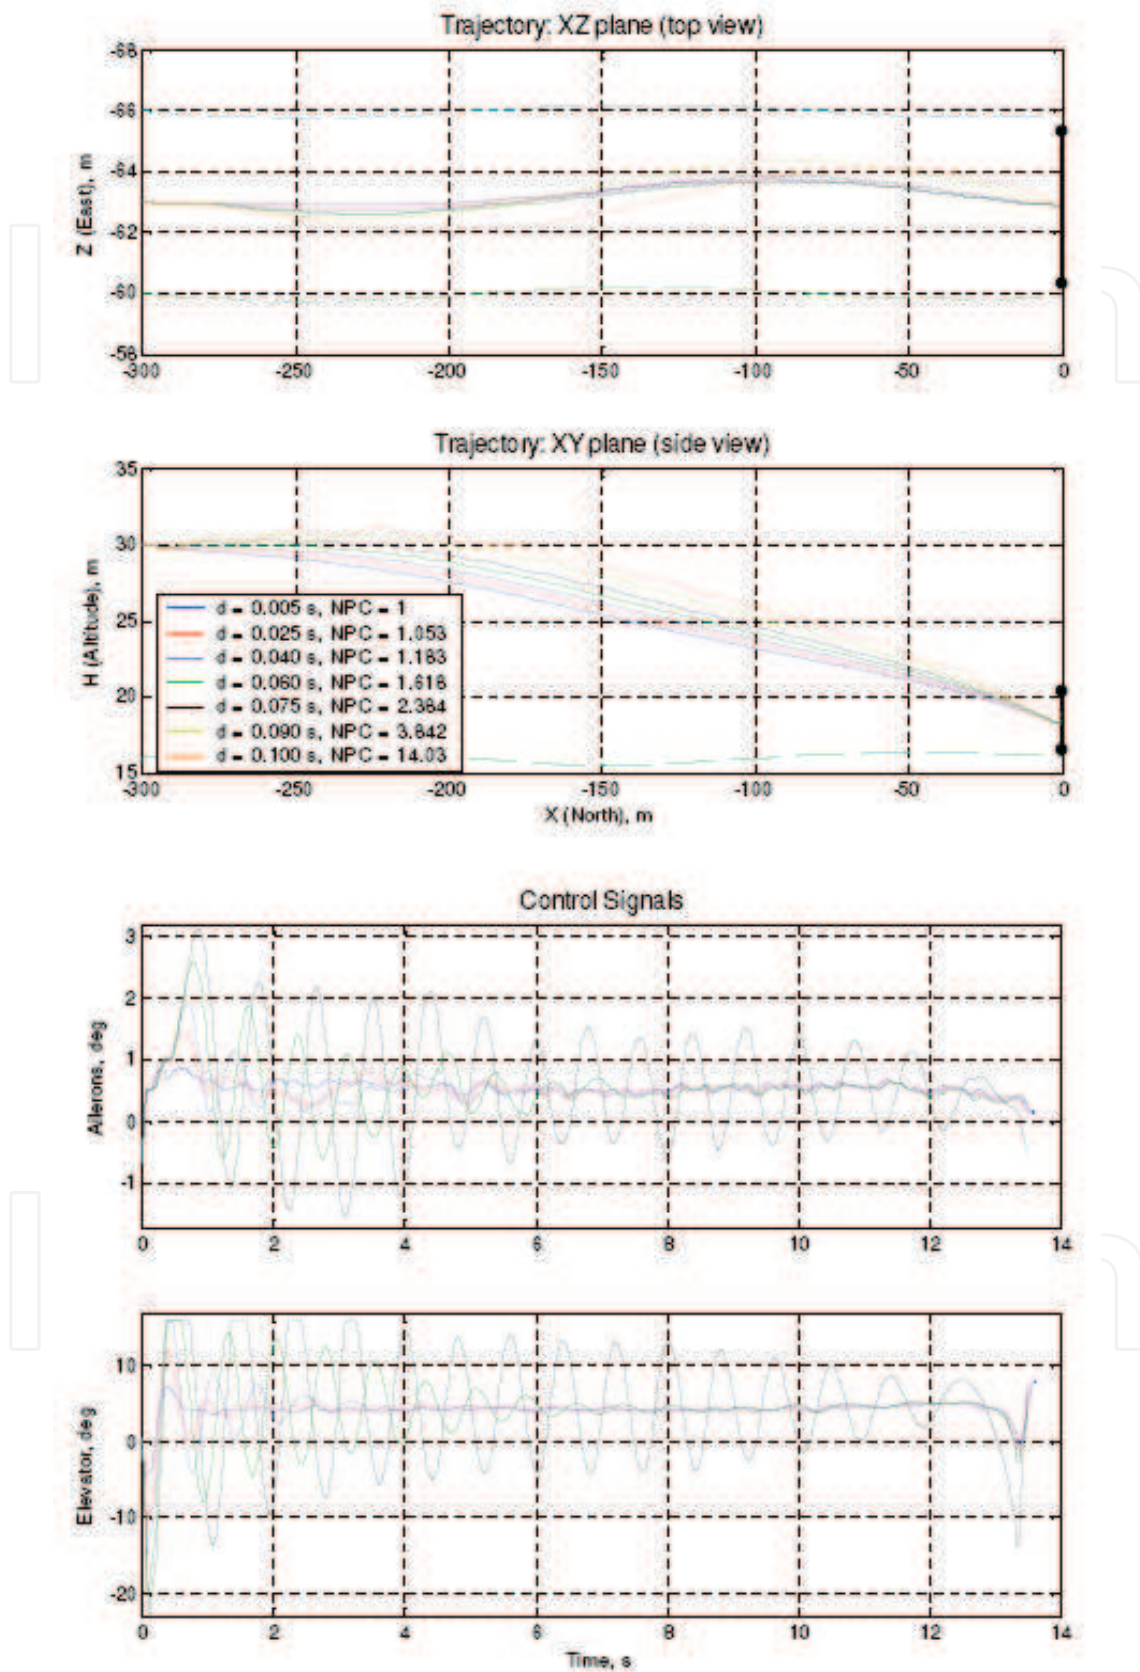 Trajectory: XZ plane (top view)
-68
-66
-64
-62
-60
-58
Z (East), m
-300 -250 -200 -150 -100 -50 0
Trajectory: XY plane (side view)
35
30
25
20
15
H (Altitude), m
d = 0.005 s, NPC = 1
d = 0.025 s, NPC = 1.053
d = 0.040 s, NPC = 1.183
d = 0.060 s, NPC = 1.616
d = 0.075 s, NPC = 2.384
d = 0.090 s, NPC = 3.842
d = 0.100 s, NPC = 14.03
-300 -250 -200 -150 -100 -50 0
X (North), m
Control Signals
3
2
1
0
-1
Ailerons, deg
0 2 4 6 8 10 12 14
10
0
-10
-20
Elevator, deg
0 2 4 6 8 10 12 14
Time, s